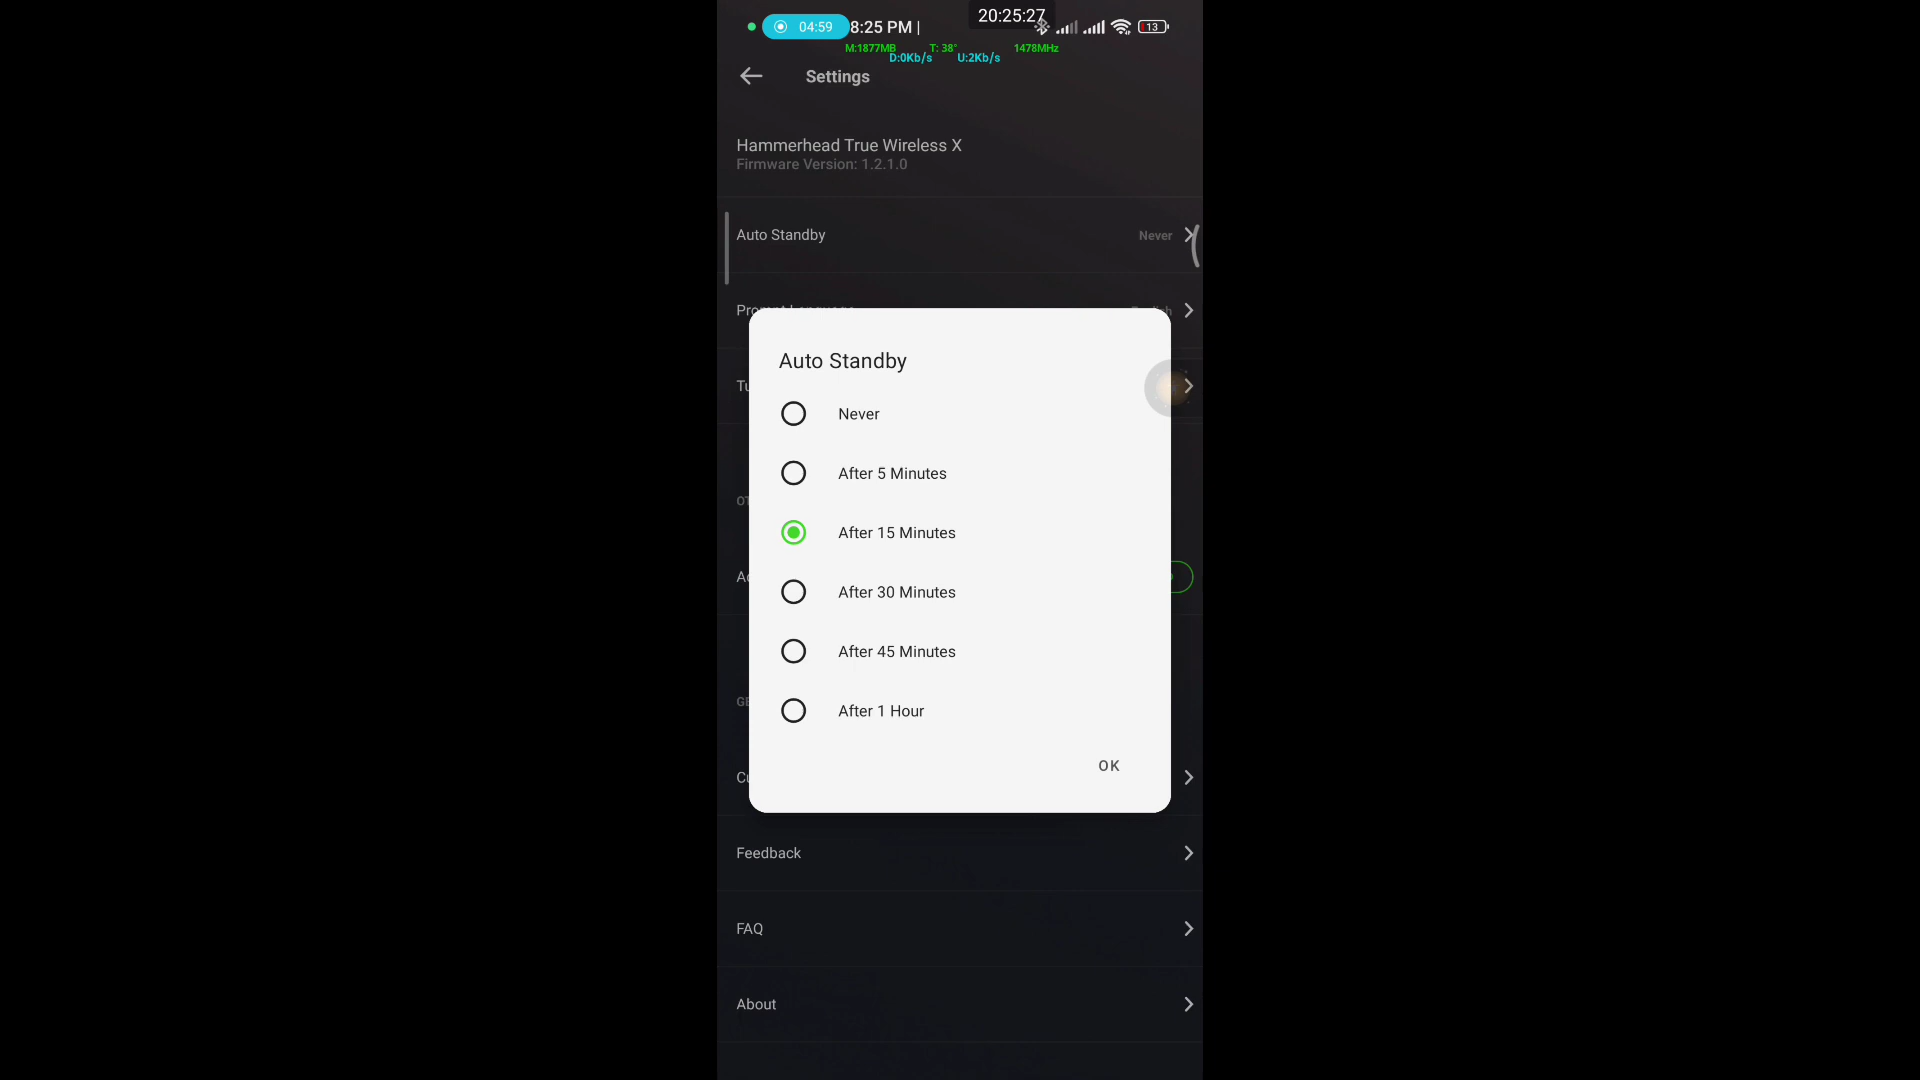 20:25:27
04:59 8:25 PM | 13
M:1877MB T: 38° 1478MHz
D:0Kb/s U:2Kb/s
Settings
Hammerhead True Wireless X
Firmware Version: 1.2.1.0
Auto Standby Never
Auto Standby
Never
After 5 Minutes
After 15 Minutes
After 30 Minutes
After 45 Minutes
After 1 Hour
OK
Feedback
FAQ
About